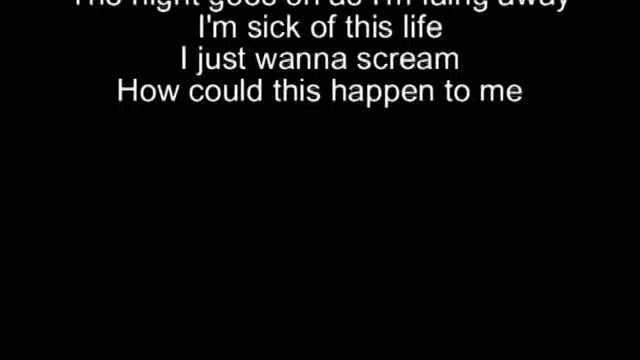 The night goes on as I'm fading away
I'm sick of this life
I just wanna scream
How could this happen to me